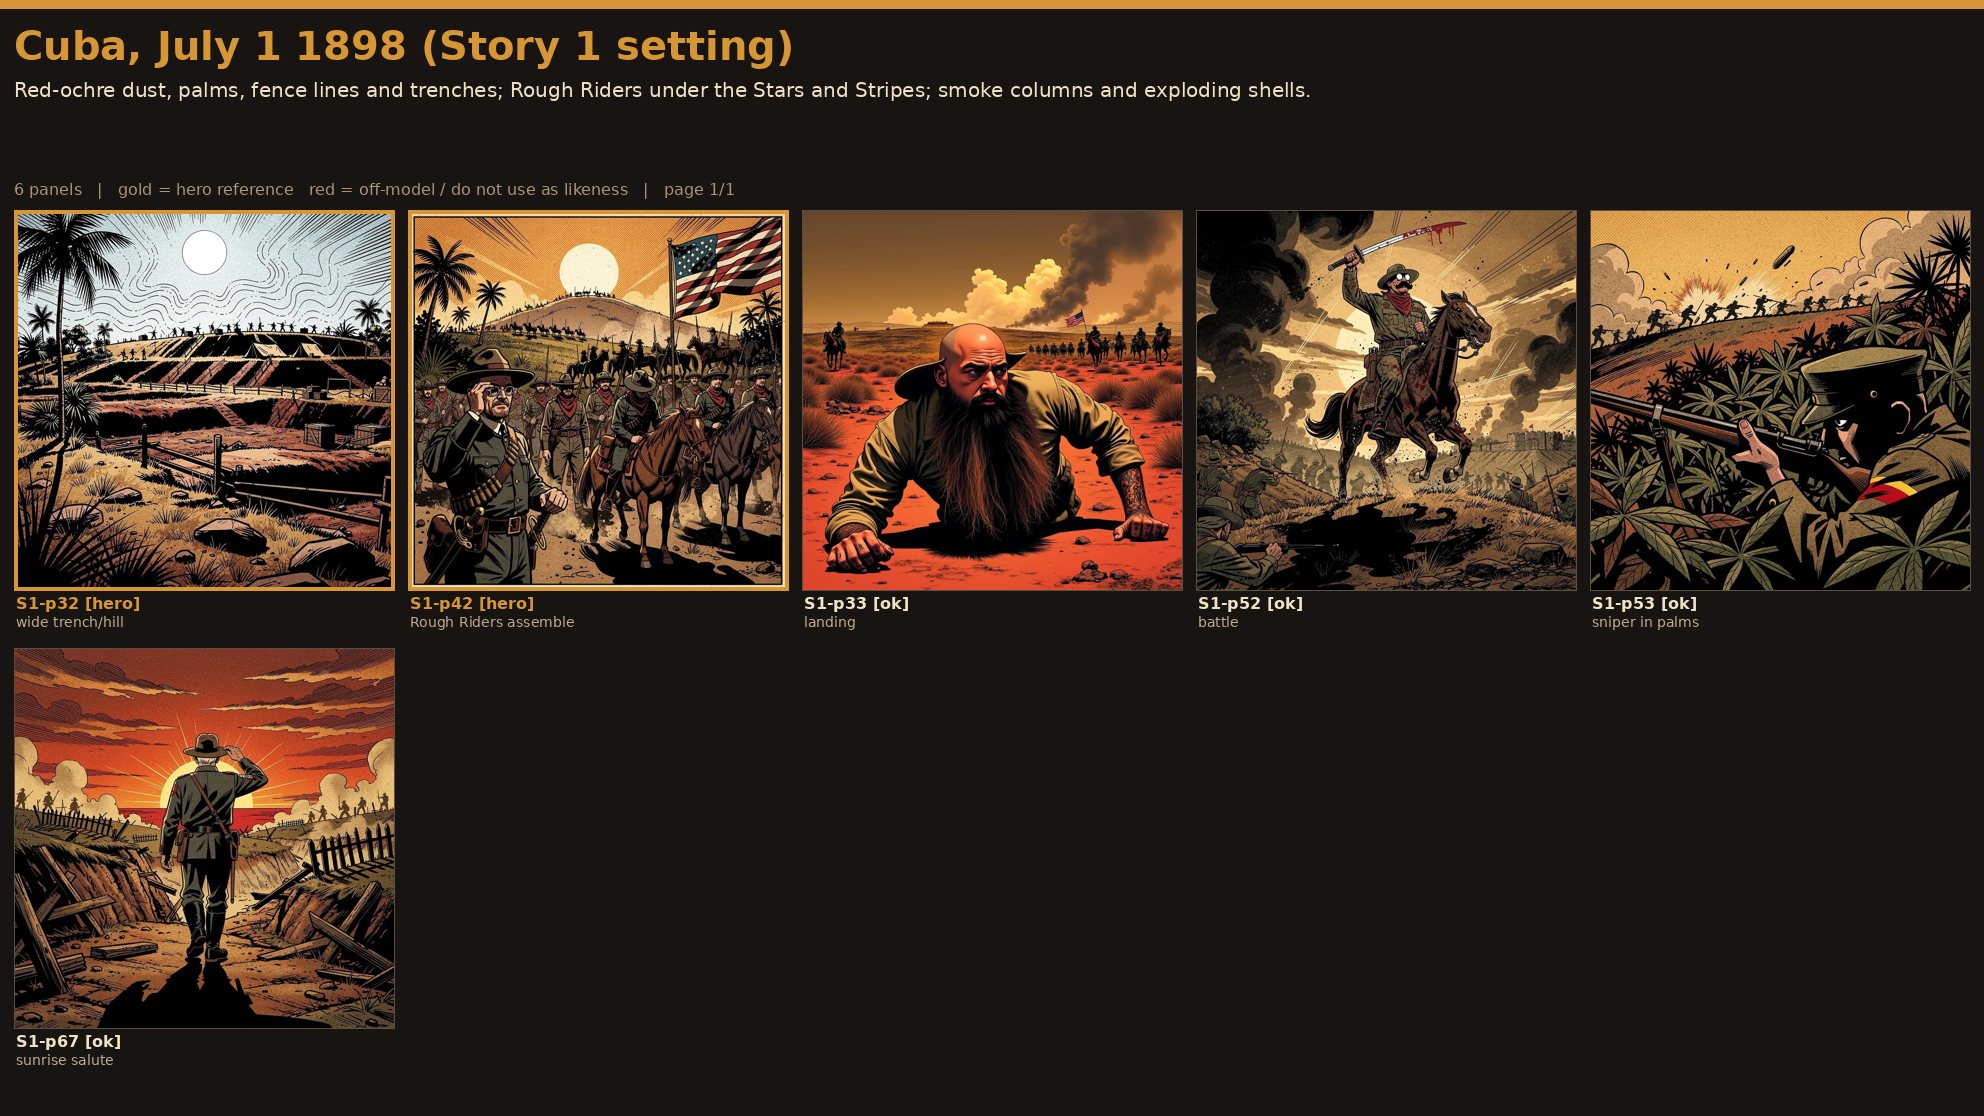 Cuba, July 1 1898 (Story 1 setting)
Red-ochre dust, palms, fence lines and trenches; Rough Riders under the Stars and Stripes; smoke columns and exploding shells.
6 panels | gold = hero reference red = off-model / do not use as likeness | page 1/1
S1-p32 [hero]
wide trench/hill
S1-p42 [hero]
Rough Riders assemble
S1-p33 [ok]
landing
S1-p52 [ok]
battle
S1-p53 [ok]
sniper in palms
S1-p67 [ok]
sunrise salute